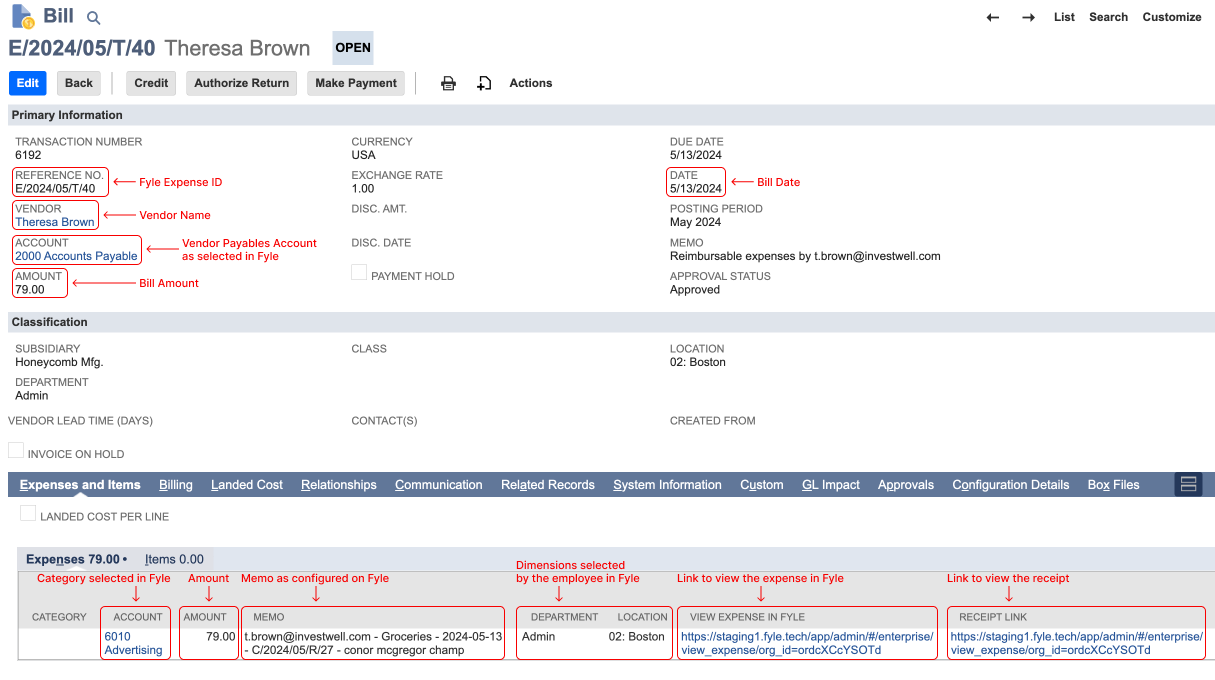 Bill
List Search Customize
E/2024/05/T/40 Theresa Brown OPEN
Edit Back Credit Authorize Return Make Payment Actions
Primary Information
TRANSACTION NUMBER
6192
CURRENCY
USA
DUE DATE
5/13/2024
REFERENCE NO.
E/2024/05/T/40
Fyle Expense ID
EXCHANGE RATE
1.00
DATE
5/13/2024
Bill Date
VENDOR
Theresa Brown
Vendor Name
DISC. AMT.
POSTING PERIOD
May 2024
ACCOUNT
2000 Accounts Payable
Vendor Payables Account
as selected in Fyle
DISC. DATE
MEMO
Reimbursable expenses by t.brown@investwell.com
AMOUNT
79.00
Bill Amount
PAYMENT HOLD
APPROVAL STATUS
Approved
Classification
SUBSIDIARY
Honeycomb Mfg.
CLASS
LOCATION
02: Boston
DEPARTMENT
Admin
VENDOR LEAD TIME (DAYS)
CONTACT(S)
CREATED FROM
INVOICE ON HOLD
Expenses and Items Billing Landed Cost Relationships Communication Related Records System Information Custom GL Impact Approvals Configuration Details Box Files
LANDED COST PER LINE
Expenses 79.00 • Items 0.00
Category selected in Fyle
Amount
Memo as configured on Fyle
Dimensions selected
by the employee in Fyle
Link to view the expense in Fyle
Link to view the receipt
CATEGORY ACCOUNT AMOUNT MEMO DEPARTMENT LOCATION VIEW EXPENSE IN FYLE RECEIPT LINK
6010
Advertising
79.00
t.brown@investwell.com - Groceries - 2024-05-13
- C/2024/05/R/27 - conor mcgregor champ
Admin
02: Boston
https://staging1.fyle.tech/app/admin/#/enterprise/
view_expense/org_id=ordcXCcYSOTd
https://staging1.fyle.tech/app/admin/#/enterprise/
view_expense/org_id=ordcXCcYSOTd